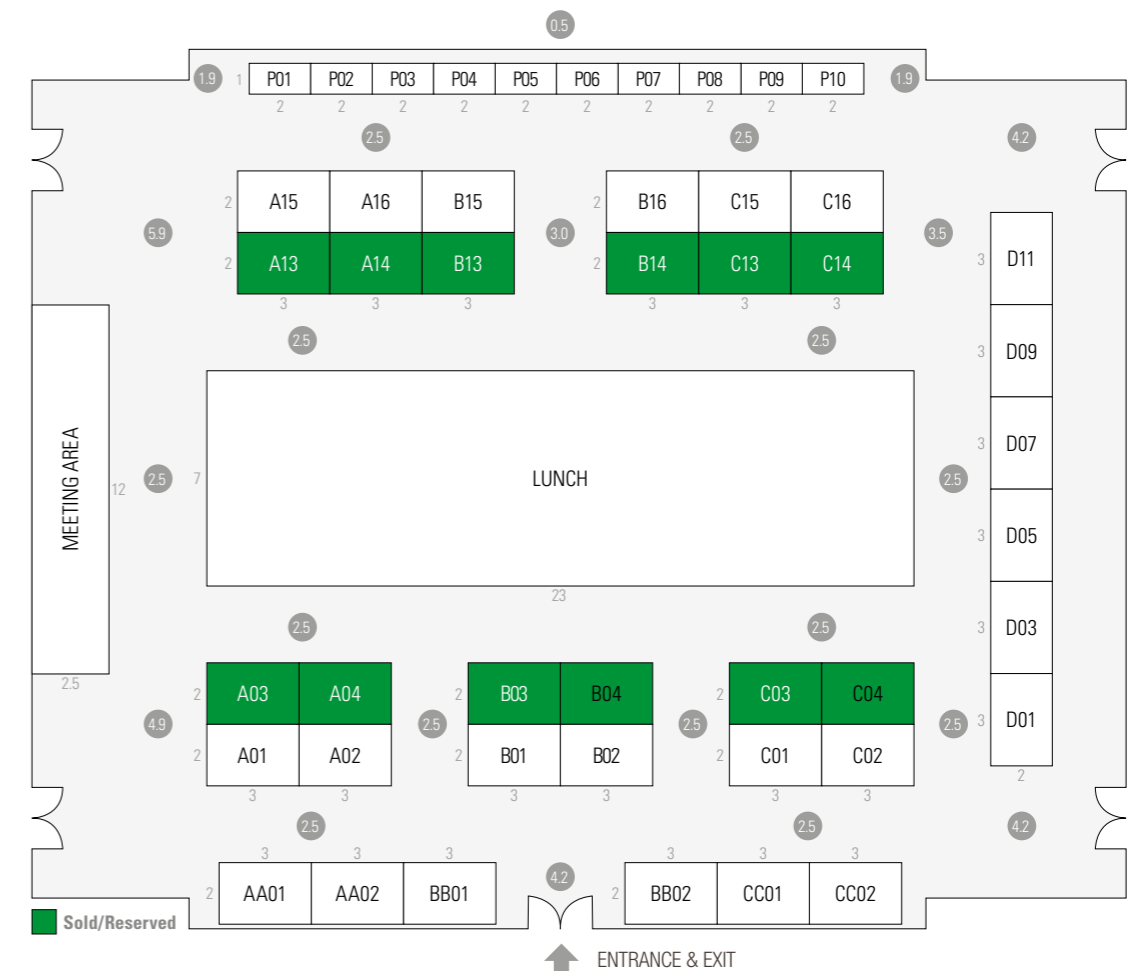 0.5
1.9 1 P01 P02 P03 P04 P05 P06 P07 P08 P09 P10 1.9
2 2 2 2 2 2 2 2 2 2
2.5 2.5 4.2
2 A15 A16 B15 2 B16 C15 C16
5.9 3.0 3.5
2 A13 A14 B13 2 B14 C13 C14 3 D11
3 3 3 3 3 3
2.5 2.5 3 D09
MEETING AREA
12 2.5 7 LUNCH 2.5
3 D07
3 D05
23
2.5 2.5 3 D03
2.5
2 A03 A04 2 B03 B04 2 C03 C04
4.9 2.5 2.5 2.5 3 D01
2 A01 A02 2 B01 B02 2 C01 C02
2
3 3 3 3 3 3
2.5 2.5 4.2
3 3 3 3 3 3
4.2
2 AA01 AA02 BB01 2 BB02 CC01 CC02
Sold/Reserved
ENTRANCE & EXIT